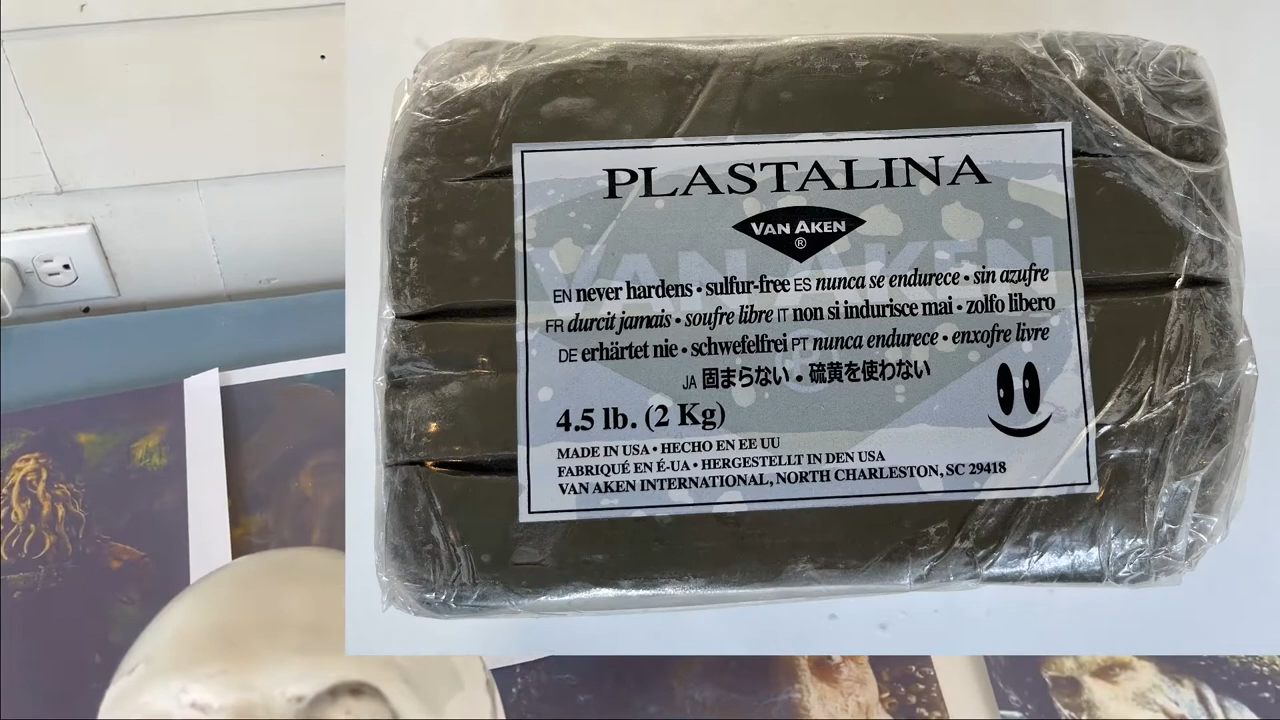 PLASTALINA
VAN AKEN
®
EN never hardens • sulfur-free ES nunca se endurece • sin azufre
FR durcit jamais • soufre libre IT non si indurisce mai • zolfo libero
DE erhärtet nie • schwefelfrei PT nunca endurece • enxofre livre
JA 固まらない • 硫黄を使わない
4.5 lb. (2 Kg)
MADE IN USA • HECHO EN EE UU
FABRIQUÉ EN É-UA • HERGESTELLT IN DEN USA
VAN AKEN INTERNATIONAL, NORTH CHARLESTON, SC 29418
VAN AKEN
®